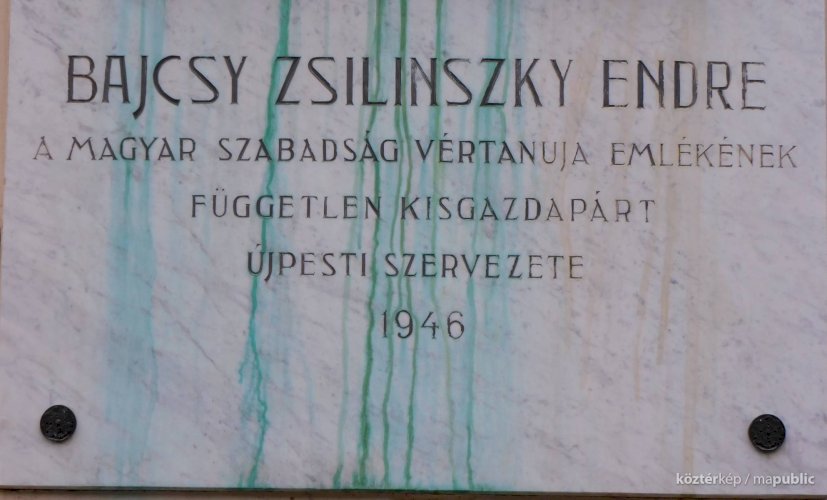 BAJCSY ZSILINSZKY ENDRE
A MAGYAR SZABADSÁG VÉRTANUJA EMLÉKÉNEK
FÜGGETLEN KISGAZDAPÁRT
ÚJPESTI SZERVEZETE
1946
köztérkép / mapublic